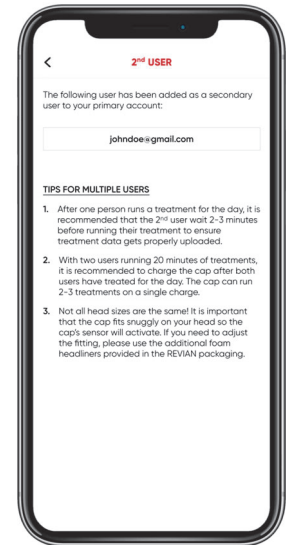 2nd USER
The following user has been added as a secondary
user to your primary account:
johndoe@gmail.com
TIPS FOR MULTIPLE USERS
1. After one person runs a treatment for the day, it is
recommended that the 2nd user wait 2-3 minutes
before running their treatment to ensure
treatment data gets properly uploaded.
2. With two users running 20 minutes of treatments,
it is recommended to charge the cap after both
users have treated for the day. The cap can run
2-3 treatments on a single charge.
3. Not all head sizes are the same! It is important
that the cap fits snuggly on your head so the
cap's sensor will activate. If you need to adjust
the fitting, please use the additional foam
headliners provided in the REVIAN packaging.